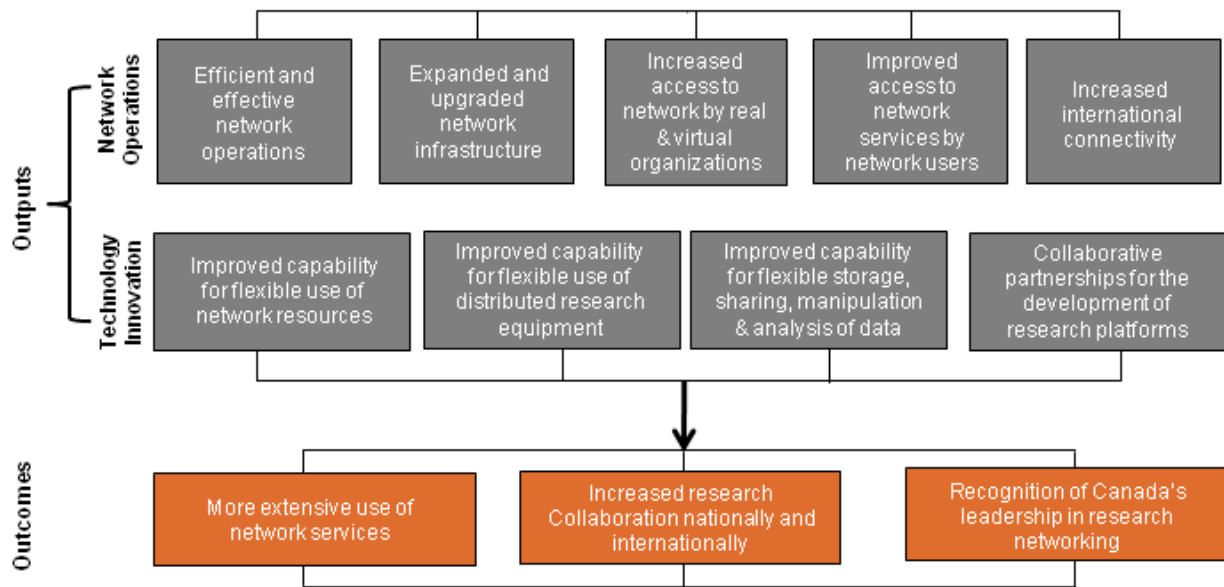 Outputs
Network
Operations
Efficient and
effective
network
operations
Expanded and
upgraded
network
infrastructure
Increased
access to
network by real
& virtual
organizations
Improved
access to
network
services by
network users
Increased
international
connectivity
Technology
Innovation
Improved capability
for flexible use of
network resources
Improved capability
for flexible use of
distributed research
equipment
Improved capability
for flexible storage,
sharing, manipulation
& analysis of data
Collaborative
partnerships for the
development of
research platforms
Outcomes
More extensive use of
network services
Increased research
Collaboration nationally and
internationally
Recognition of Canada's
leadership in research
networking